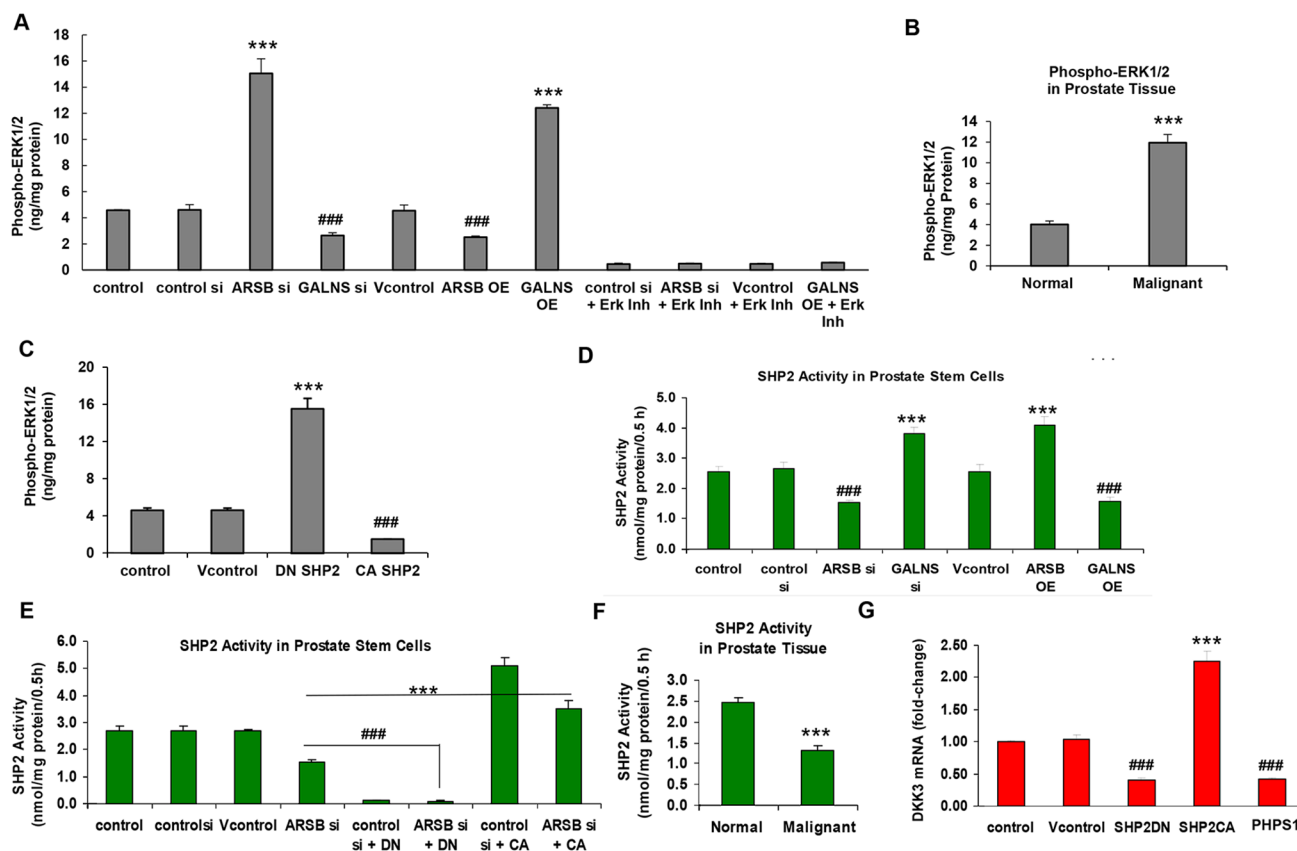 A
Phospho-ERK1/2
(ng/mg protein)
18
16
14
12
10
8
6
4
2
0
***
###
###
***
control
control si
ARSB si
GALNS si
Vcontrol
ARSB OE
GALNS
OE
control si
+ Erk Inh
ARSB si
+ Erk Inh
Vcontrol
+ Erk Inh
GALNS
OE + Erk
Inh
B
Phospho-ERK1/2
in Prostate Tissue
Phospho-ERK1/2
(ng/mg Protein)
14
12
10
8
6
4
2
0
***
Normal
Malignant
C
Phospho-ERK1/2
(ng/mg protein)
20
16
12
8
4
0
***
###
control
Vcontrol
DN SHP2
CA SHP2
D
. . .
SHP2 Activity in Prostate Stem Cells
SHP2 Activity
(nmol/mg protein/0.5 h)
5.0
4.0
3.0
2.0
1.0
0.0
###
***
***
###
control
control
si
ARSB si
GALNS
si
Vcontrol
ARSB
OE
GALNS
OE
E
SHP2 Activity in Prostate Stem Cells
SHP2 Activity
(nmol/mg protein/0.5h)
6.0
5.0
4.0
3.0
2.0
1.0
0.0
***
###
control
controlsi
Vcontrol
ARSB si
control
si + DN
ARSB si
+ DN
control
si + CA
ARSB si
+ CA
F
SHP2 Activity
in Prostate Tissue
SHP2 Activity
(nmol/mg protein/0.5 h)
3.0
2.5
2.0
1.5
1.0
0.5
0.0
***
Normal
Malignant
G
DKK3 mRNA (fold-change)
2.50
2.00
1.50
1.00
0.50
0.00
###
***
###
control
Vcontrol
SHP2DN
SHP2CA
PHPS1